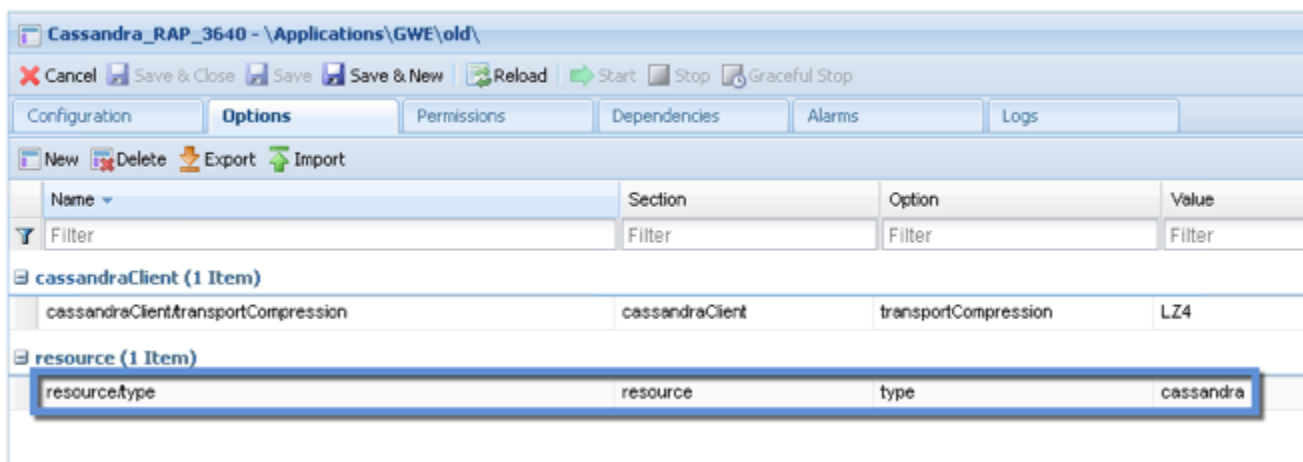 Cassandra_RAP_3640 - \Applications\GWE\old\
Cancel Save & Close Save Save & New Reload Start Stop Graceful Stop
Configuration Options Permissions Dependencies Alarms Logs
New Delete Export Import
Name Section Option Value
Filter Filter Filter Filter
cassandraClient (1 Item)
cassandraClient/transportCompression cassandraClient transportCompression LZ4
resource (1 Item)
resource/type resource type cassandra